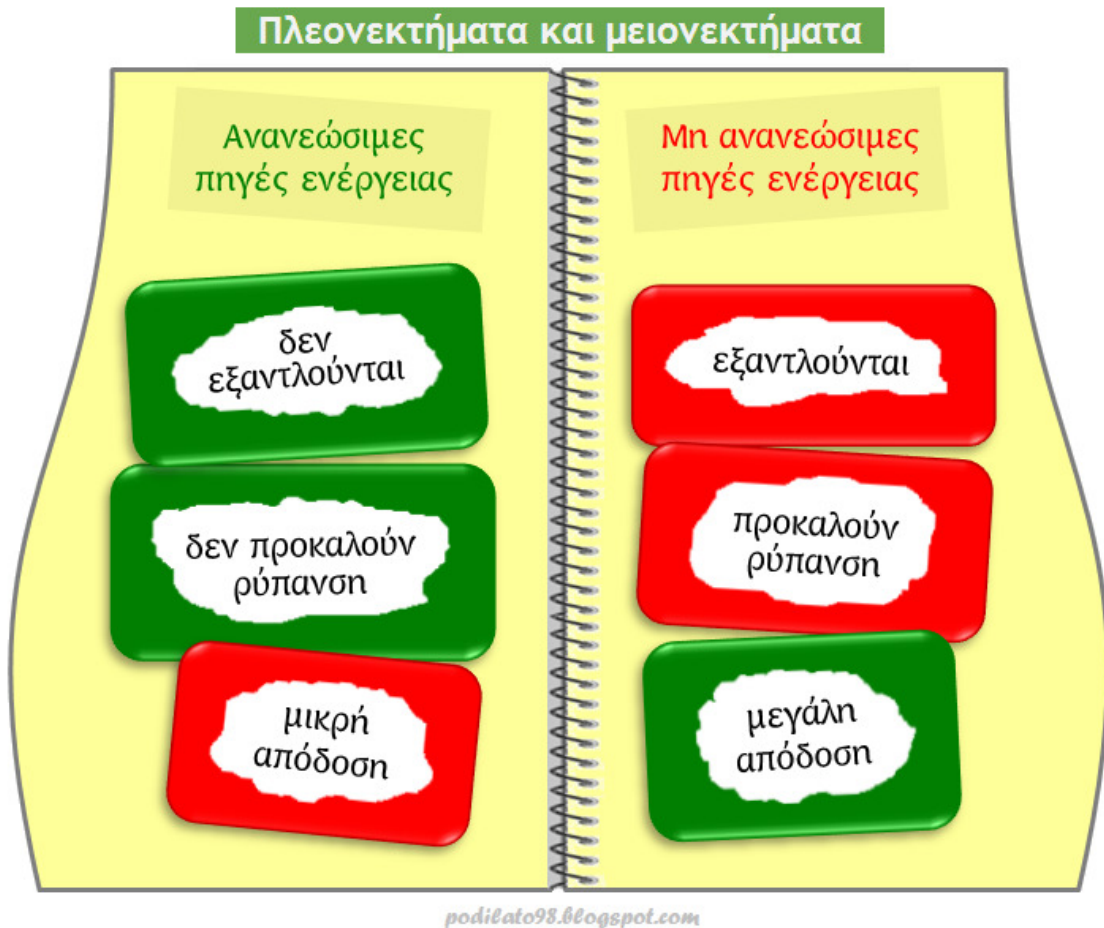 Πλεονεκτήματα και μειονεκτήματα
Ανανεώσιμες
πηγές ενέργειας
δεν
εξαντλούνται
δεν προκαλούν
ρύπανση
μικρή
απόδοση
Μη ανανεώσιμες
πηγές ενέργειας
εξαντλούνται
προκαλούν
ρύπανση
μεγάλη
απόδοση
podilato98.blogspot.com